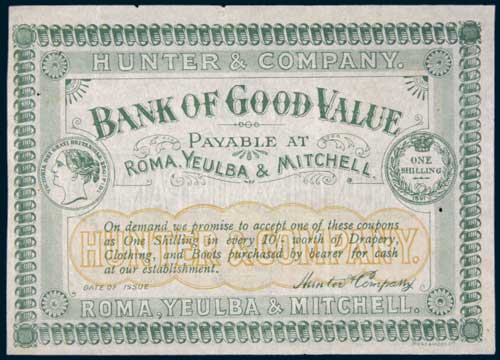 HUNTER & COMPANY.
BANK OF GOOD VALUE
PAYABLE AT
ROMA, YEULBA & MITCHELL.
ONE
SHILLING
1891
HUNTER & COMPANY.
On demand we promise to accept one of these coupons
as One Shilling in every 10/- worth of Drapery,
Clothing, and Boots purchased by bearer for cash
at our establishment.
DATE OF ISSUE
Hunter & Company
ROMA, YEULBA & MITCHELL.